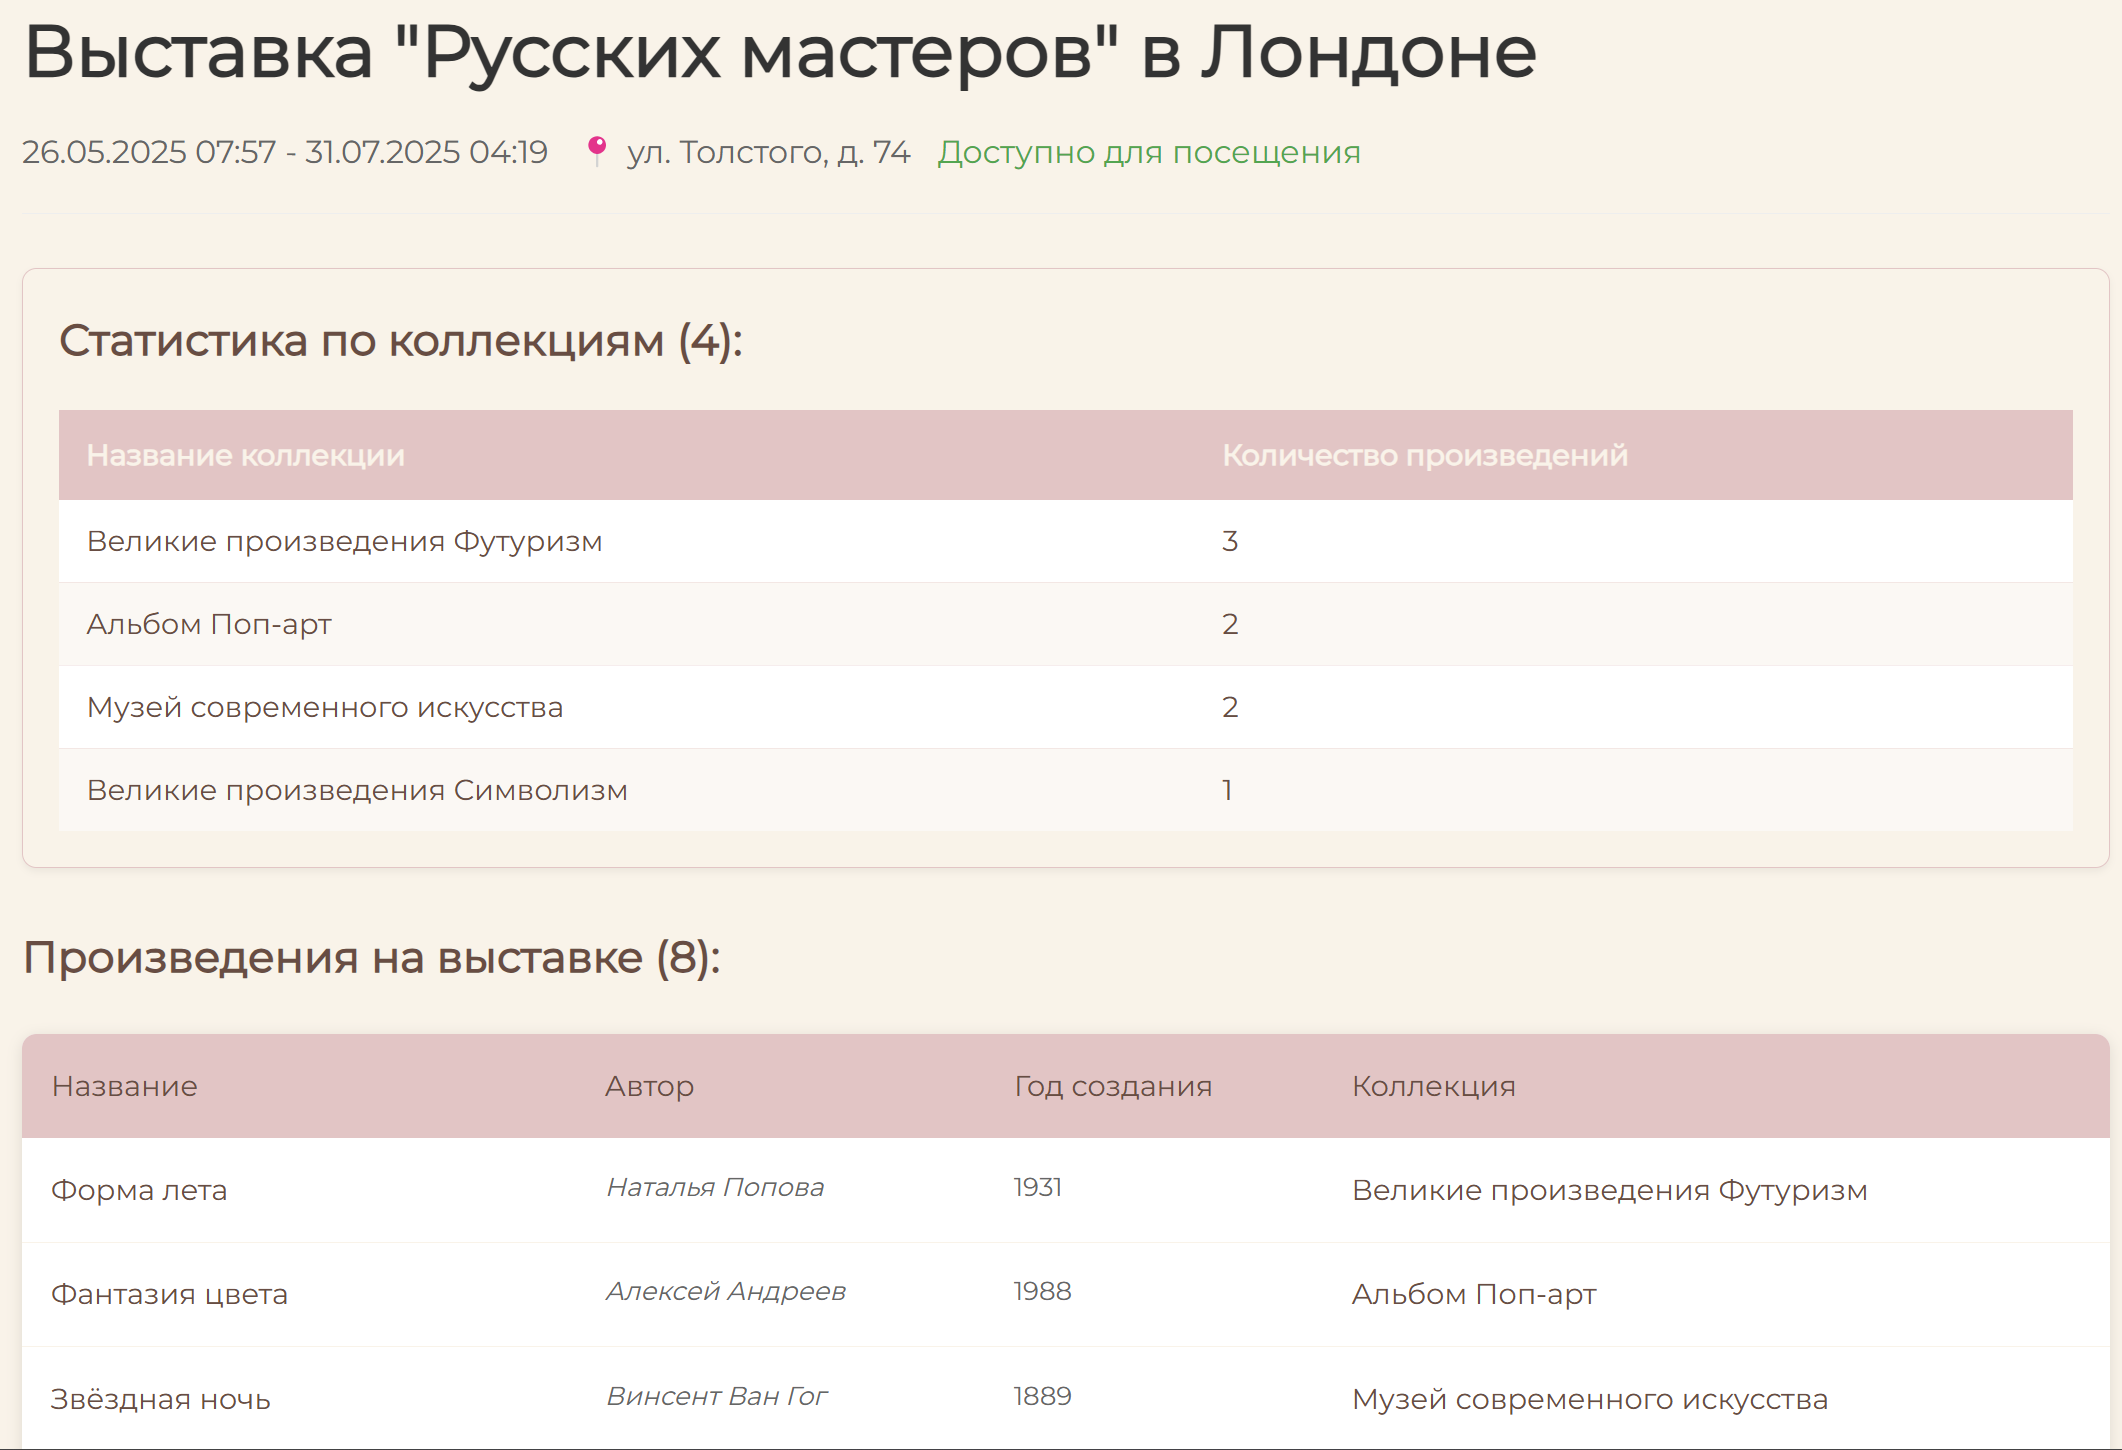 Выставка "Русских мастеров" в Лондоне
26.05.2025 07:57 - 31.07.2025 04:19 ул. Толстого, д. 74 Доступно для посещения
Статистика по коллекциям (4):
Название коллекции Количество произведений
Великие произведения Футуризм 3
Альбом Поп-арт 2
Музей современного искусства 2
Великие произведения Символизм 1
Произведения на выставке (8):
Название Автор Год создания Коллекция
Форма лета Наталья Попова 1931 Великие произведения Футуризм
Фантазия цвета Алексей Андреев 1988 Альбом Поп-арт
Звёздная ночь Винсент Ван Гог 1889 Музей современного искусства